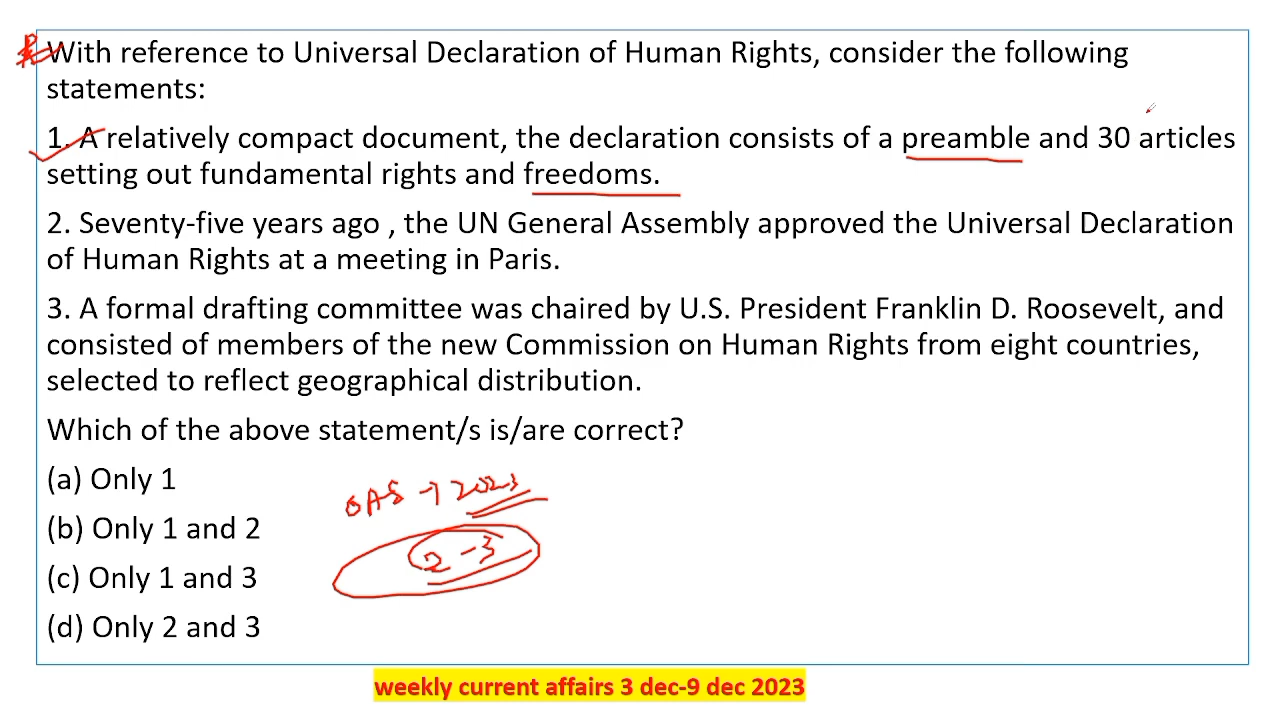 With reference to Universal Declaration of Human Rights, consider the following
statements:
1. A relatively compact document, the declaration consists of a preamble and 30 articles
setting out fundamental rights and freedoms.
2. Seventy-five years ago , the UN General Assembly approved the Universal Declaration
of Human Rights at a meeting in Paris.
3. A formal drafting committee was chaired by U.S. President Franklin D. Roosevelt, and
consisted of members of the new Commission on Human Rights from eight countries,
selected to reflect geographical distribution.
Which of the above statement/s is/are correct?
(a) Only 1
OAS → 2023
(b) Only 1 and 2
2-3
(c) Only 1 and 3
(d) Only 2 and 3
weekly current affairs 3 dec-9 dec 2023